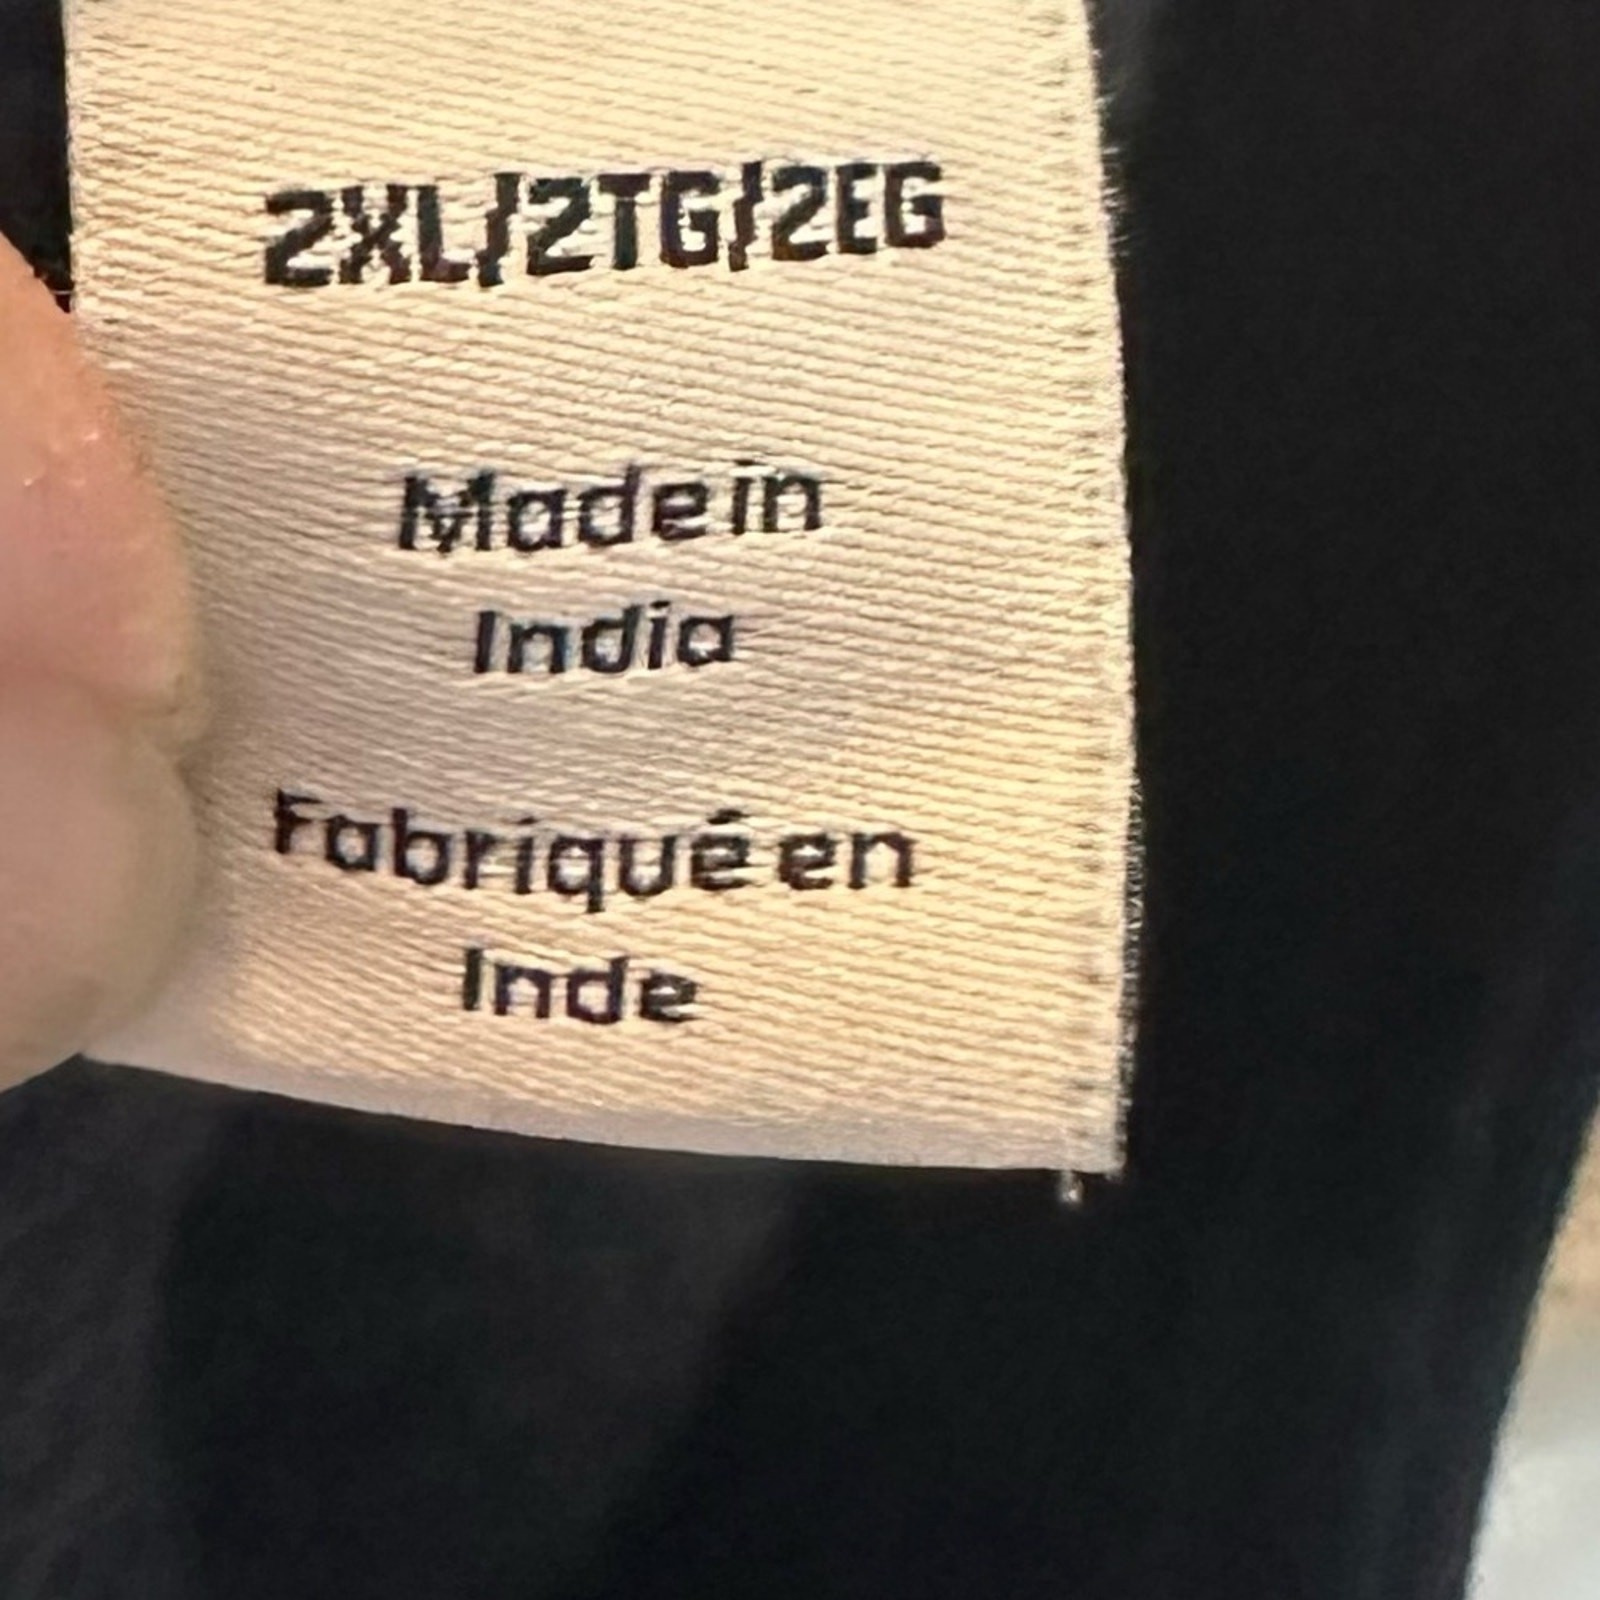 2XL/2TG/2EG
Made in
India
Fabriqué en
Inde